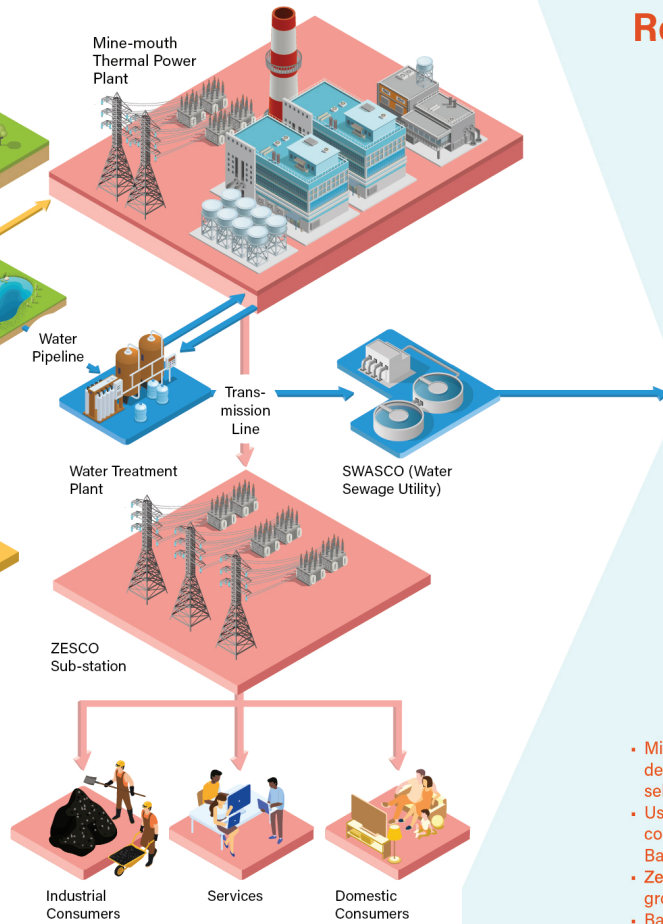 Mine-mouth
Thermal Power
Plant
Water
Pipeline
Trans-
mission
Line
Water Treatment
Plant
SWASCO (Water
Sewage Utility)
ZESCO
Sub-station
Industrial
Consumers
Services
Domestic
Consumers